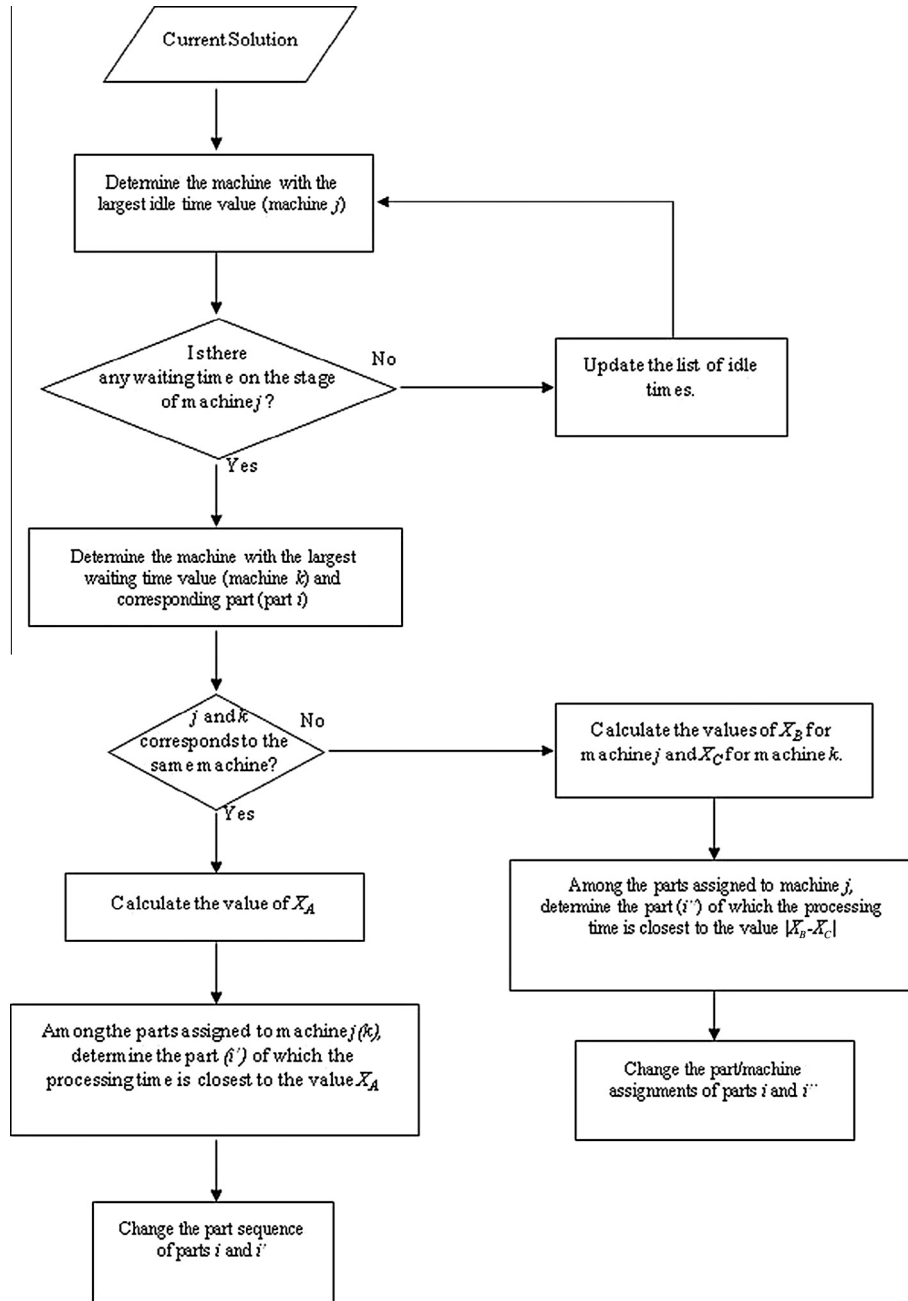 Current Solution
Determine the machine with the
largest idle time value (machine j)
Is there
any waiting time on the stage
of machine j ?
No
Update the list of idle
times.
Yes
Determine the machine with the largest
waiting time value (machine k) and
corresponding part (part i)
j and k
corresponds to the
same machine?
No
Calculate the values of X_B for
machine j and X_C for machine k.
Yes
Calculate the value of X_A
Among the parts assigned to machine j,
determine the part (i'') of which the processing
time is closest to the value |X_B-X_C|
Among the parts assigned to machine j(k),
determine the part (i') of which the
processing time is closest to the value X_A
Change the part/machine
assignments of parts i and i''
Change the part sequence
of parts i and i'